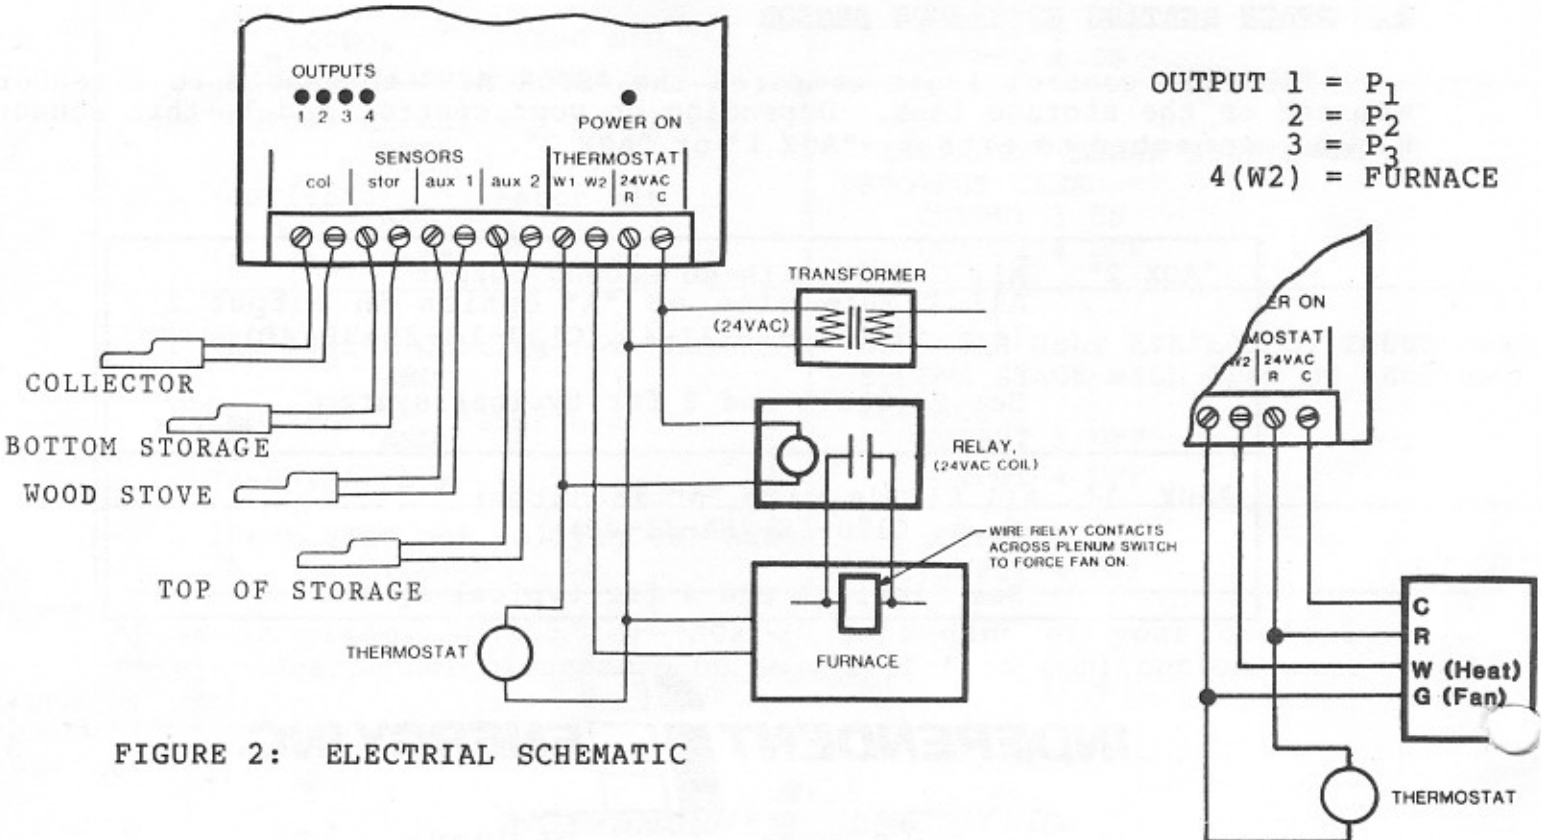 OUTPUTS
1 2 3 4
POWER ON
SENSORS
THERMOSTAT
col stor aux 1 aux 2 W1 W2 24VAC
R C
OUTPUT 1 = P1
2 = P2
3 = P3
4(W2) = FURNACE
TRANSFORMER
(24VAC)
COLLECTOR
BOTTOM STORAGE
WOOD STOVE
TOP OF STORAGE
RELAY,
(24VAC COIL)
WIRE RELAY CONTACTS
ACROSS PLENUM SWITCH
TO FORCE FAN ON.
THERMOSTAT
FURNACE
ER ON
MOSTAT
W2 24VAC
R C
C
R
W (Heat)
G (Fan)
THERMOSTAT
FIGURE 2: ELECTRIAL SCHEMATIC